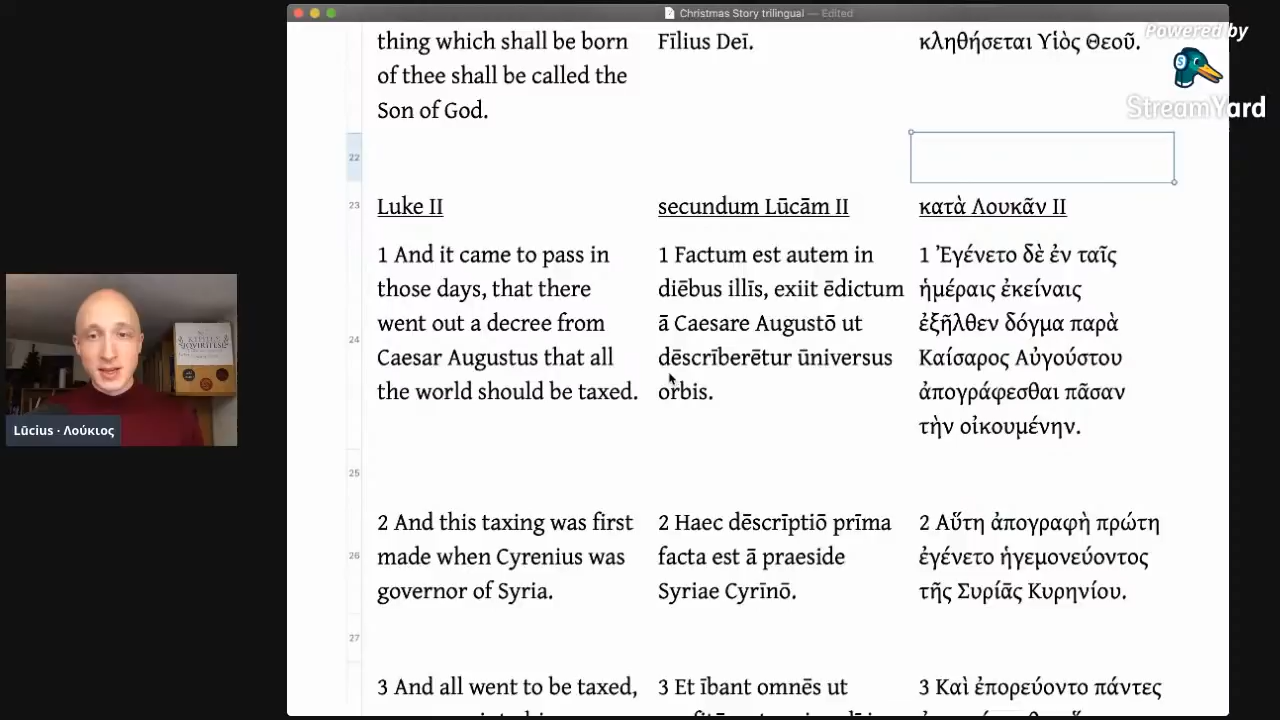 Christmas Story trilingual — Edited
Powered by
StreamYard
thing which shall be born
of thee shall be called the
Son of God.
Fīlius Deī.
κληθήσεται Υἱὸς Θεοῦ.
22
23
Luke II
secundum Lūcām II
κατὰ Λουκᾶν II
24
1 And it came to pass in
those days, that there
went out a decree from
Caesar Augustus that all
the world should be taxed.
1 Factum est autem in
diēbus illīs, exiit ēdictum
ā Caesare Augustō ut
dēscrīberētur ūniversus
orbis.
1 Ἐγένετο δὲ ἐν ταῖς
ἡμέραις ἐκείναις
ἐξῆλθεν δόγμα παρὰ
Καίσαρος Αὐγούστου
ἀπογράφεσθαι πᾶσαν
τὴν οἰκουμένην.
25
26
2 And this taxing was first
made when Cyrenius was
governor of Syria.
2 Haec dēscrīptiō prīma
facta est ā praeside
Syriae Cyrīnō.
2 Αὕτη ἀπογραφὴ πρώτη
ἐγένετο ἡγεμονεύοντος
τῆς Συρίᾱς Κυρηνίου.
27
3 And all went to be taxed,
3 Et ībant omnēs ut
3 Καὶ ἐπορεύοντο πάντες
Lūcius · Λούκιος